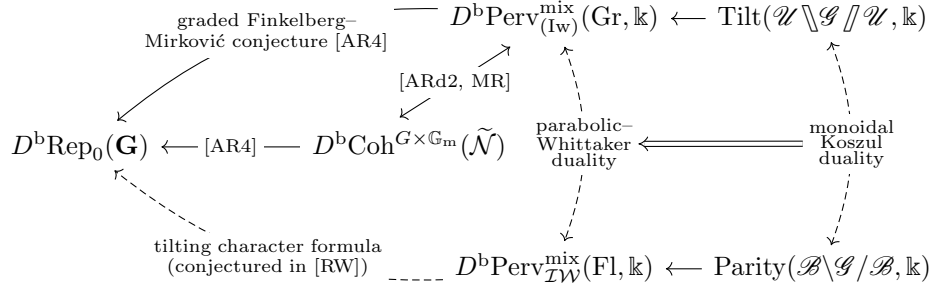 graded Finkelberg–
Mirković conjecture [AR4]
D^bPerv^mix_(Iw)(Gr, 𝕜) ← Tilt(𝒰 \\ 𝒢 // 𝒰, 𝕜)
[ARd2, MR]
D^bRep_0(G) ← [AR4] — D^bCoh^{G×𝔾_m}(Ñ)
parabolic–
Whittaker
duality
monoidal
Koszul
duality
tilting character formula
(conjectured in [RW])
D^bPerv^mix_ℐ𝒲(Fl, 𝕜) ← Parity(ℬ\𝒢/ℬ, 𝕜)